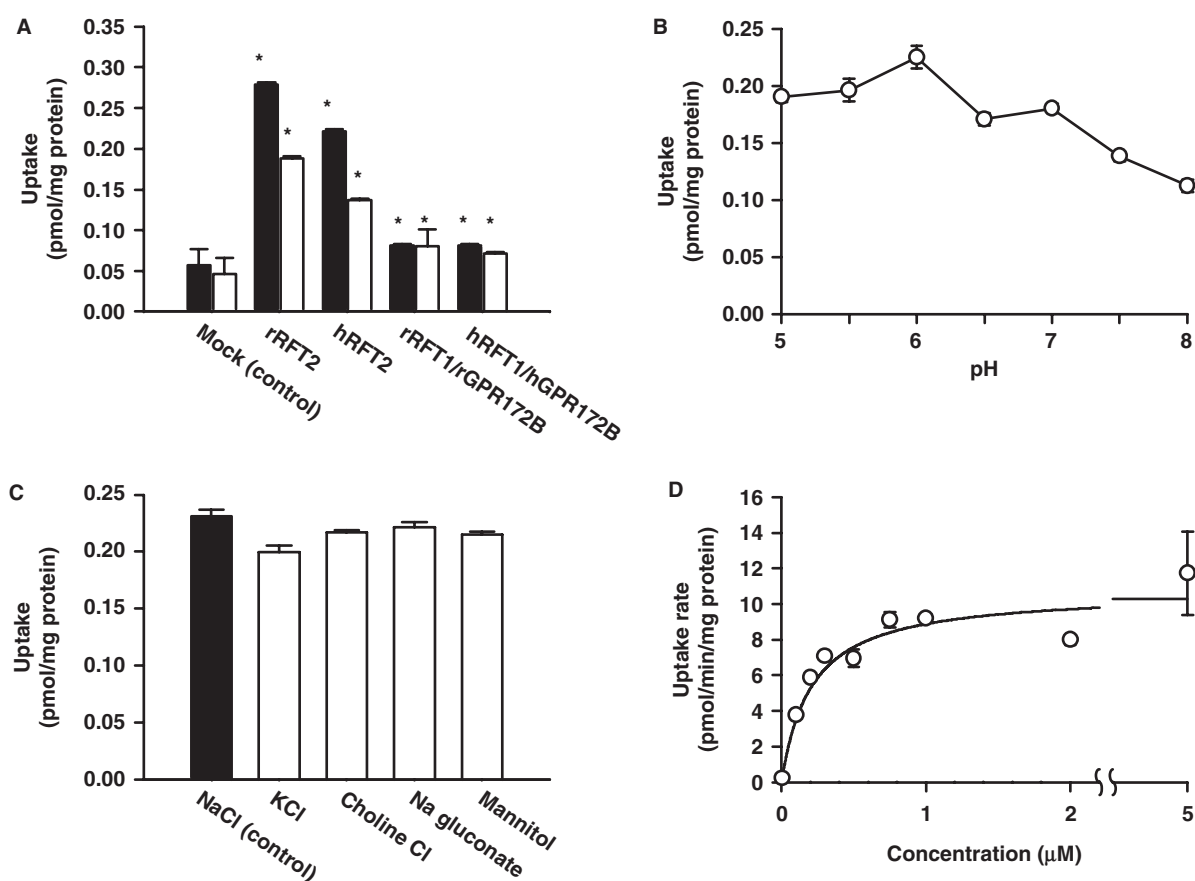 A
Uptake
(pmol/mg protein)
0.35
0.30
0.25
0.20
0.15
0.10
0.05
0.00
*
*
*
*
*
*
*
*
Mock (control)
rRFT2
hRFT2
rRFT1/rGPR172B
hRFT1/hGPR172B
B
Uptake
(pmol/mg protein)
0.25
0.20
0.15
0.10
0.05
0.00
5
6
7
8
pH
C
Uptake
(pmol/mg protein)
0.25
0.20
0.15
0.10
0.05
0.00
NaCl (control)
KCl
Choline Cl
Na gluconate
Mannitol
D
Uptake rate
(pmol/min/mg protein)
16
14
12
10
8
6
4
2
0
0
1
2
5
Concentration (μM)